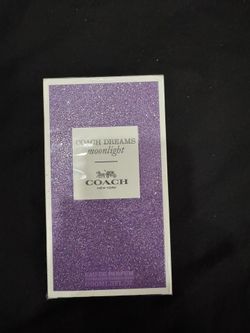 COACH DREAMS
moonlight
COACH
NEW YORK
EAU DE PARFUM